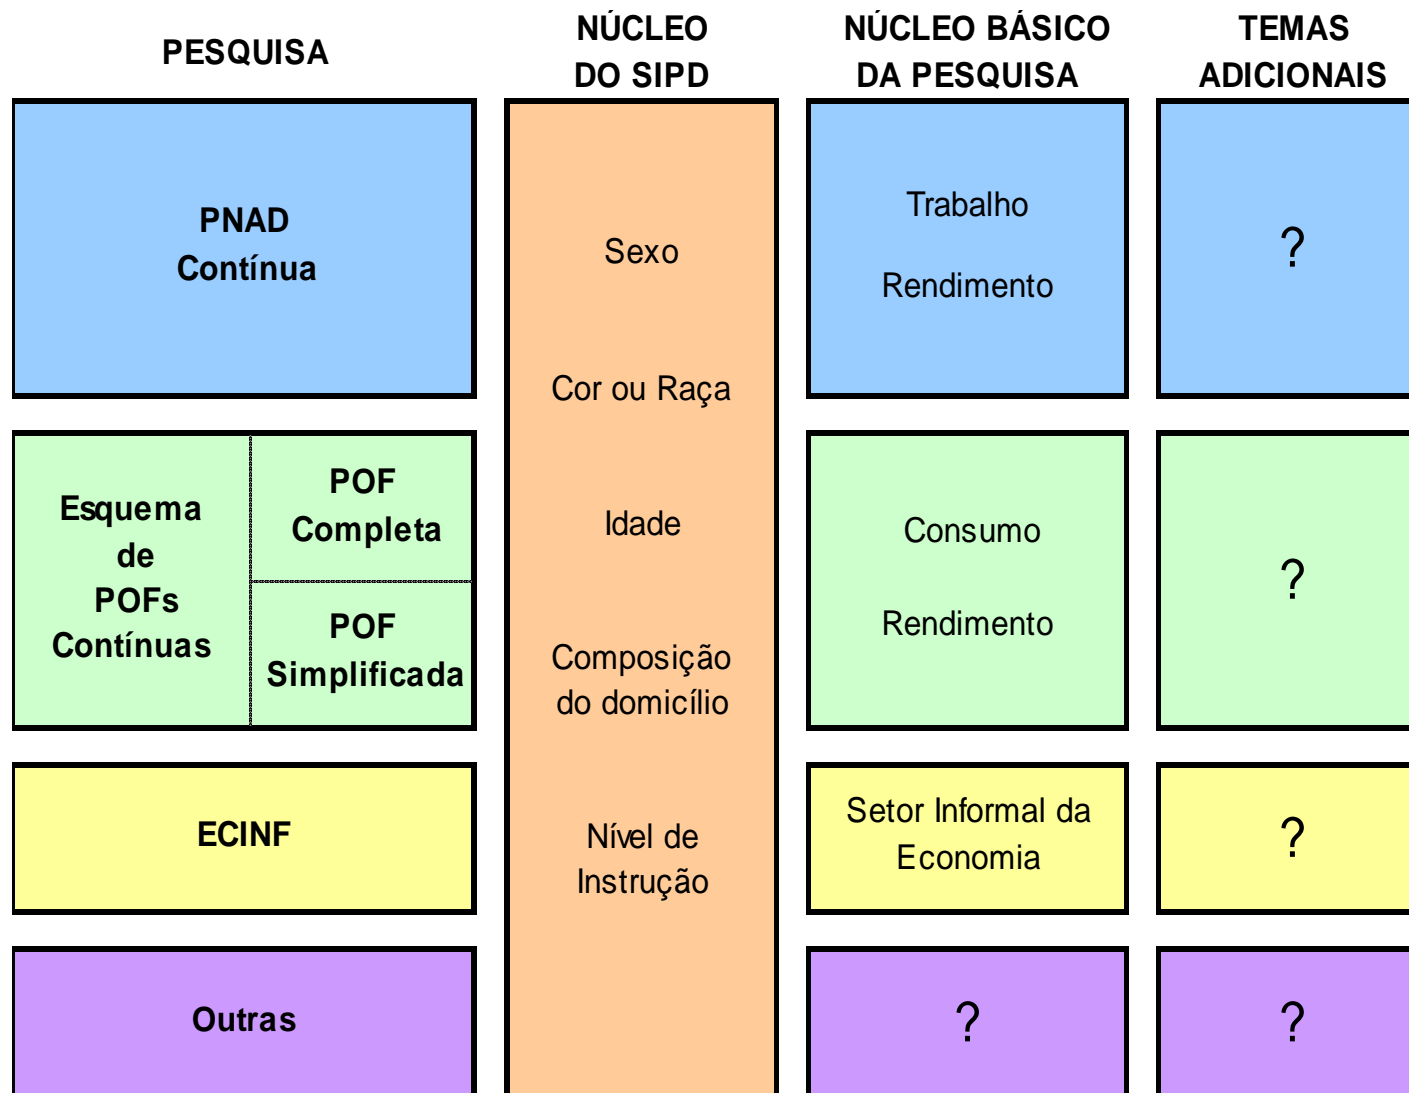 PESQUISA
NÚCLEO
DO SIPD
NÚCLEO BÁSICO
DA PESQUISA
TEMAS
ADICIONAIS
PNAD
Contínua
Sexo
Cor ou Raça
Idade
Composição
do domicílio
Nível de
Instrução
Trabalho
Rendimento
?
Esquema
de
POFs
Contínuas
POF
Completa
POF
Simplificada
Consumo
Rendimento
?
ECINF
Setor Informal da
Economia
?
Outras
?
?